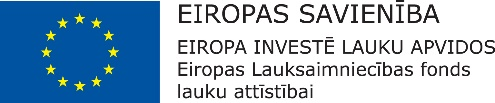 EIROPAS SAVIENĪBA
EIROPA INVESTĒ LAUKU APVIDOS
Eiropas Lauksaimniecības fonds
lauku attīstībai